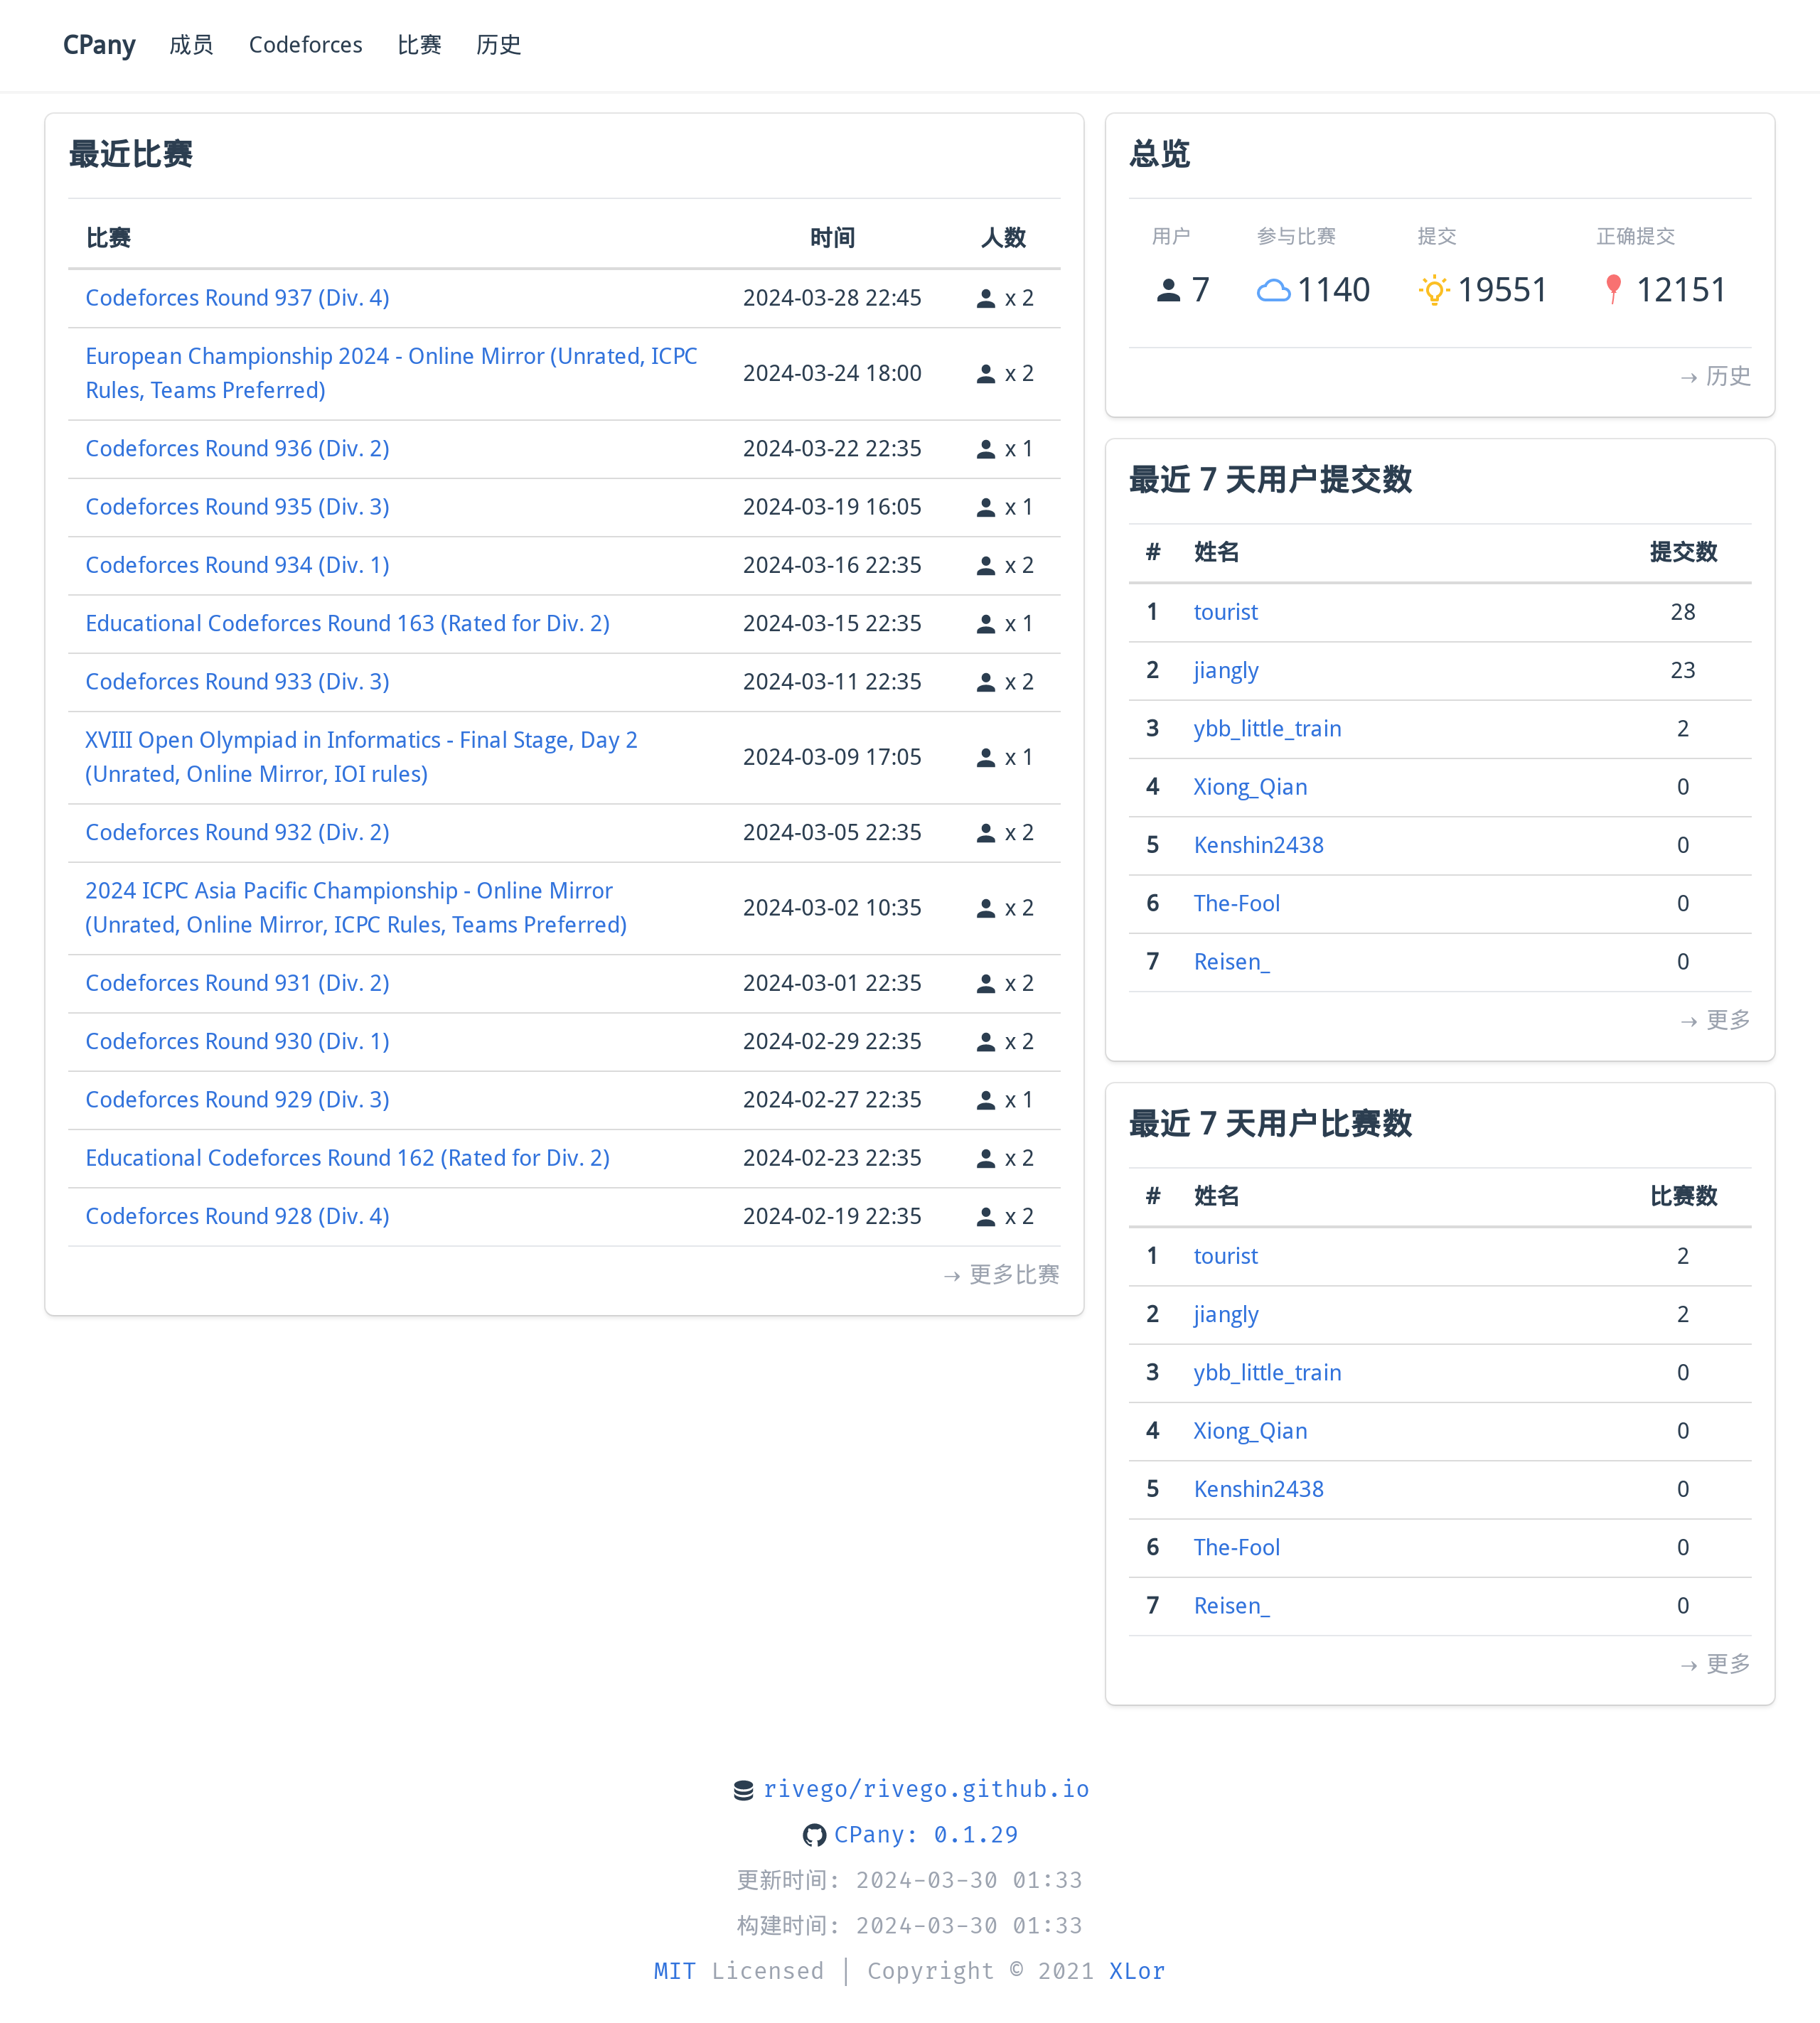 CPany 成员 Codeforces 比赛 历史
最近比赛
比赛 时间 人数
Codeforces Round 937 (Div. 4) 2024-03-28 22:45 x 2
European Championship 2024 - Online Mirror (Unrated, ICPC
Rules, Teams Preferred) 2024-03-24 18:00 x 2
Codeforces Round 936 (Div. 2) 2024-03-22 22:35 x 1
Codeforces Round 935 (Div. 3) 2024-03-19 16:05 x 1
Codeforces Round 934 (Div. 1) 2024-03-16 22:35 x 2
Educational Codeforces Round 163 (Rated for Div. 2) 2024-03-15 22:35 x 1
Codeforces Round 933 (Div. 3) 2024-03-11 22:35 x 2
XVIII Open Olympiad in Informatics - Final Stage, Day 2
(Unrated, Online Mirror, IOI rules) 2024-03-09 17:05 x 1
Codeforces Round 932 (Div. 2) 2024-03-05 22:35 x 2
2024 ICPC Asia Pacific Championship - Online Mirror
(Unrated, Online Mirror, ICPC Rules, Teams Preferred) 2024-03-02 10:35 x 2
Codeforces Round 931 (Div. 2) 2024-03-01 22:35 x 2
Codeforces Round 930 (Div. 1) 2024-02-29 22:35 x 2
Codeforces Round 929 (Div. 3) 2024-02-27 22:35 x 1
Educational Codeforces Round 162 (Rated for Div. 2) 2024-02-23 22:35 x 2
Codeforces Round 928 (Div. 4) 2024-02-19 22:35 x 2
→ 更多比赛
总览
用户 参与比赛 提交 正确提交
7 1140 19551 12151
→ 历史
最近 7 天用户提交数
# 姓名 提交数
1 tourist 28
2 jiangly 23
3 ybb_little_train 2
4 Xiong_Qian 0
5 Kenshin2438 0
6 The-Fool 0
7 Reisen_ 0
→ 更多
最近 7 天用户比赛数
# 姓名 比赛数
1 tourist 2
2 jiangly 2
3 ybb_little_train 0
4 Xiong_Qian 0
5 Kenshin2438 0
6 The-Fool 0
7 Reisen_ 0
→ 更多
rivego/rivego.github.io
CPany: 0.1.29
更新时间: 2024-03-30 01:33
构建时间: 2024-03-30 01:33
MIT Licensed | Copyright © 2021 XLor